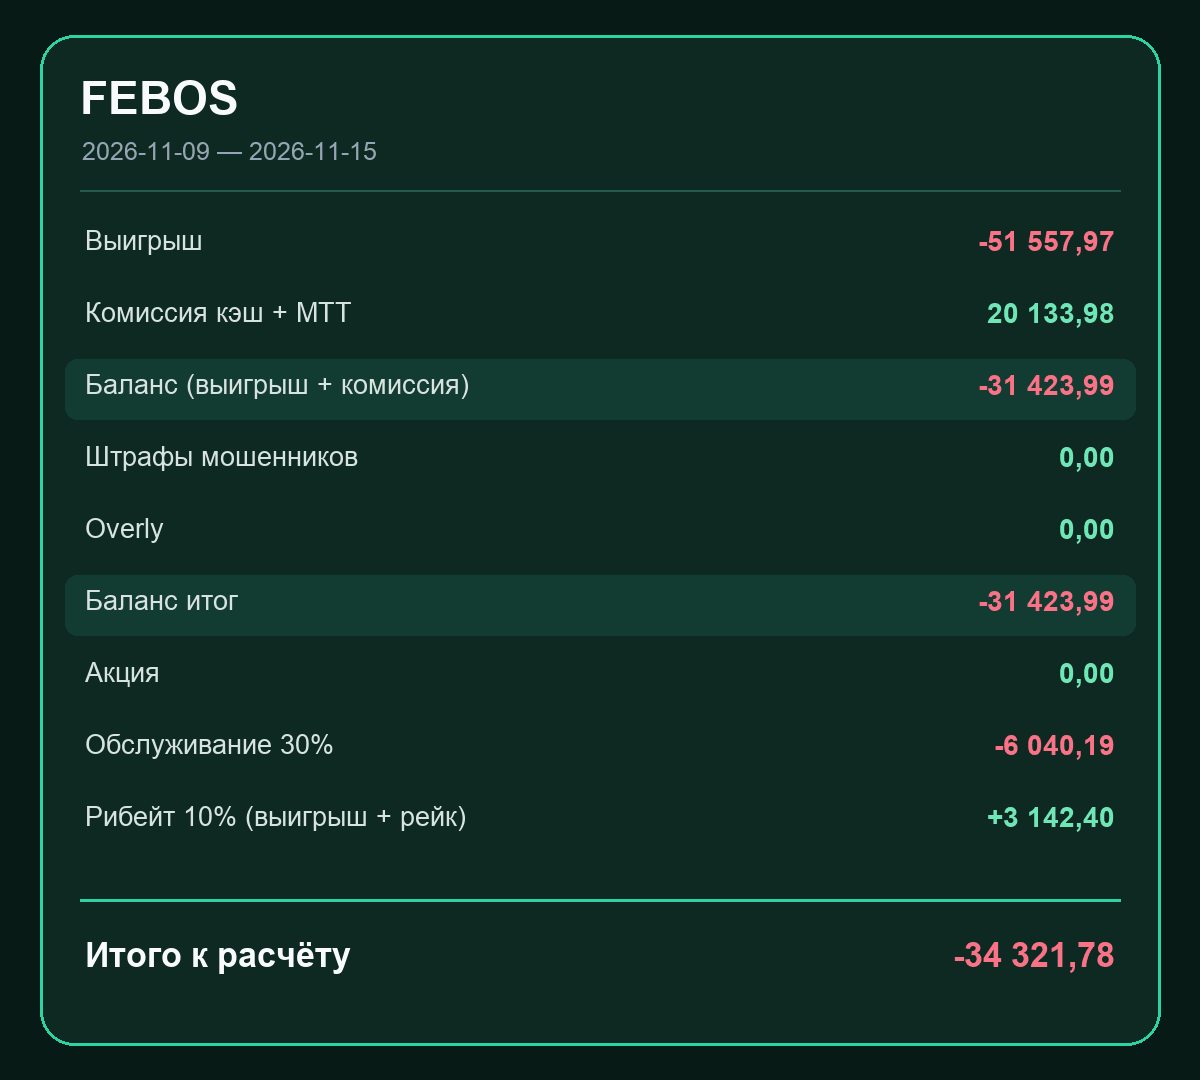 FEBOS
2026-11-09 — 2026-11-15
Выигрыш -51 557,97
Комиссия кэш + МТТ 20 133,98
Баланс (выигрыш + комиссия) -31 423,99
Штрафы мошенников 0,00
Overly 0,00
Баланс итог -31 423,99
Акция 0,00
Обслуживание 30% -6 040,19
Рибейт 10% (выигрыш + рейк) +3 142,40
Итого к расчёту -34 321,78